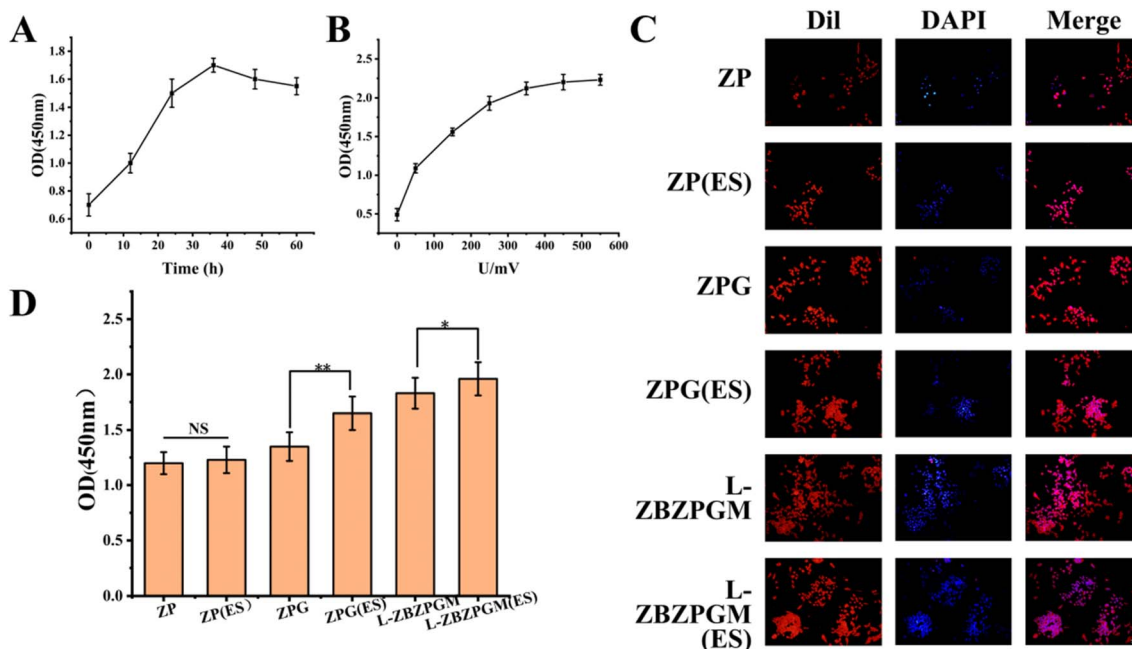 A
OD(450nm)
1.8
1.6
1.4
1.2
1.0
0.8
0.6
0 10 20 30 40 50 60
Time (h)
B
OD(450nm)
2.5
2.0
1.5
1.0
0.5
0 100 200 300 400 500 600
U/mV
C
Dil DAPI Merge
ZP
ZP(ES)
ZPG
ZPG(ES)
L-
ZBZPGM
L-
ZBZPGM
(ES)
D
OD(450nm)
2.5
2.0
1.5
1.0
0.5
0.0
NS
**
*
ZP ZP(ES) ZPG ZPG(ES) L-ZBZPGM L-ZBZPGM(ES)